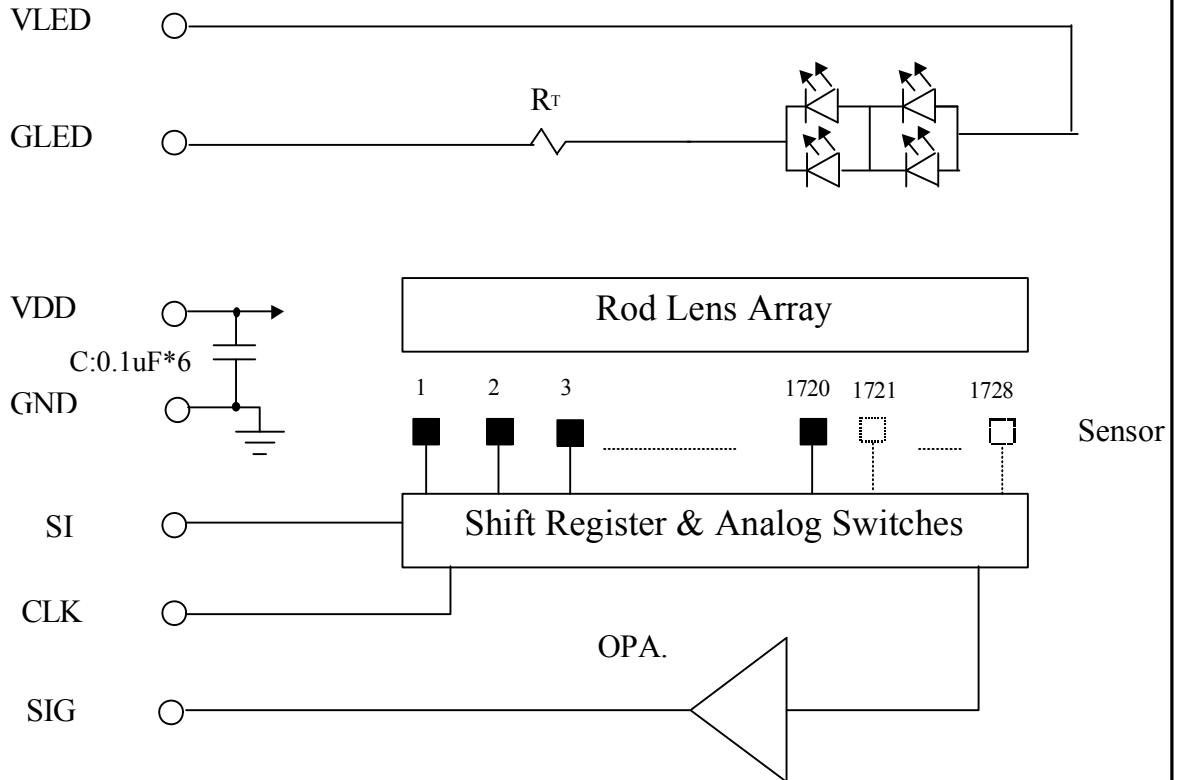 VLED
RT
GLED
VDD
Rod Lens Array
C:0.1uF*6
GND
1 2 3 1720 1721 1728
Sensor
SI
Shift Register & Analog Switches
CLK
OPA.
SIG